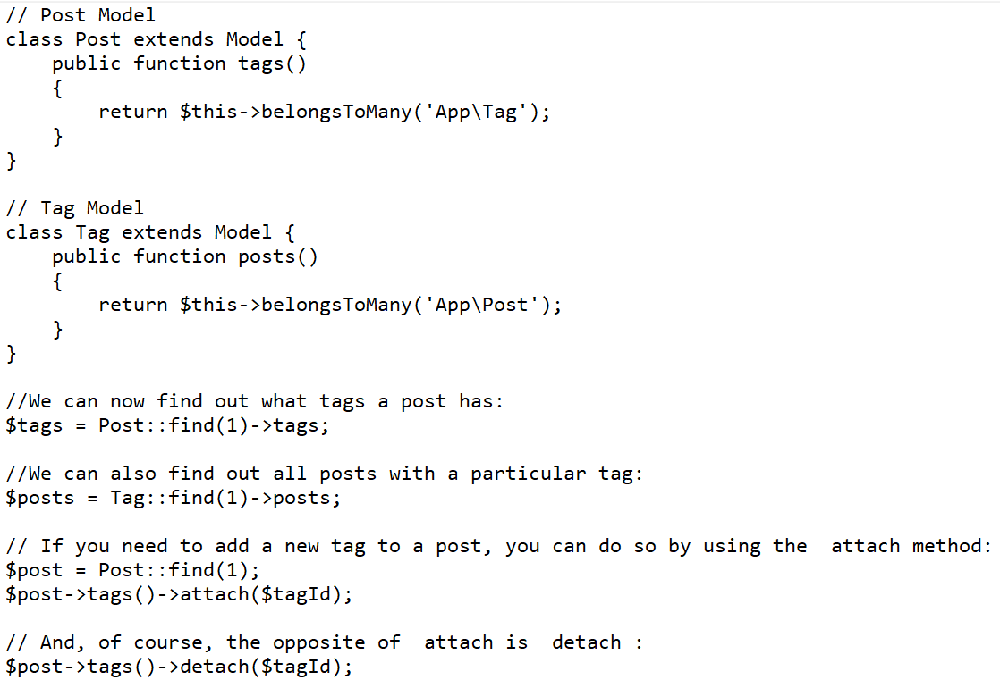 // Post Model
class Post extends Model {
    public function tags()
    {
        return $this->belongsToMany('App\Tag');
    }
}

// Tag Model
class Tag extends Model {
    public function posts()
    {
        return $this->belongsToMany('App\Post');
    }
}

//We can now find out what tags a post has:
$tags = Post::find(1)->tags;

//We can also find out all posts with a particular tag:
$posts = Tag::find(1)->posts;

// If you need to add a new tag to a post, you can do so by using the  attach method:
$post = Post::find(1);
$post->tags()->attach($tagId);

// And, of course, the opposite of  attach is  detach :
$post->tags()->detach($tagId);